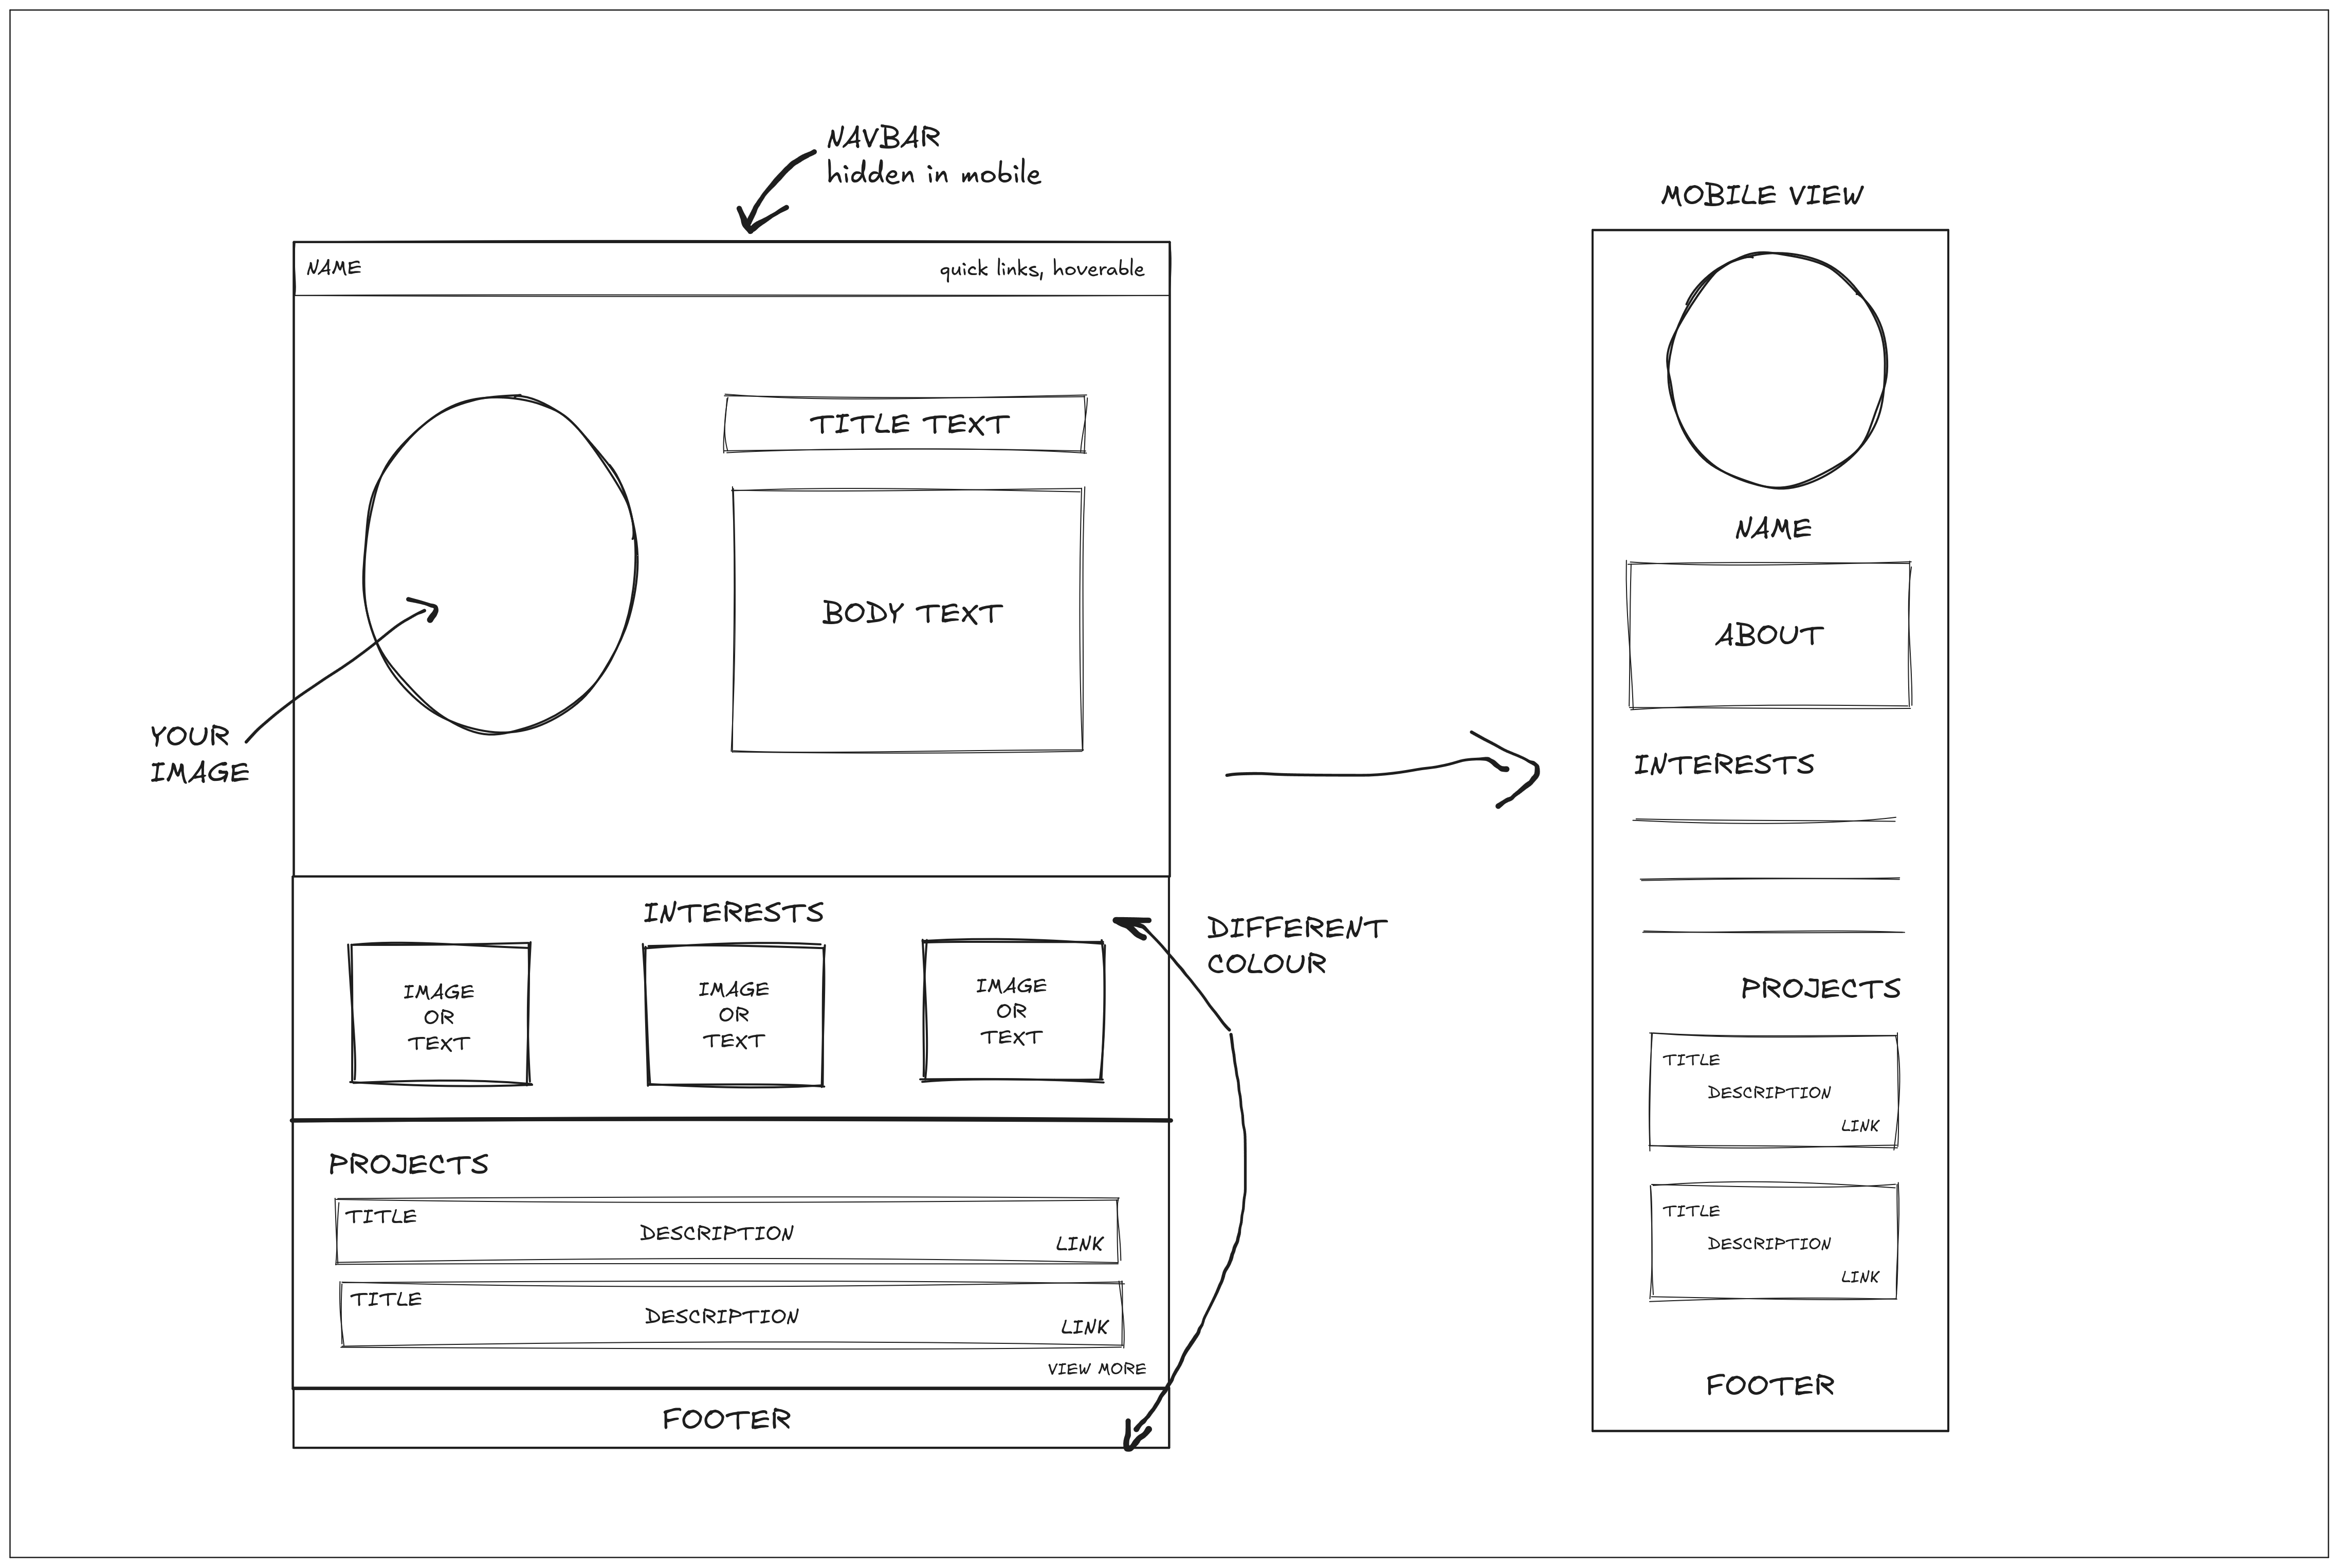 NAVBAR
hidden in mobile
NAME
quick links, hoverable
TITLE TEXT
BODY TEXT
YOUR
IMAGE
INTERESTS
IMAGE
OR
TEXT
IMAGE
OR
TEXT
IMAGE
OR
TEXT
DIFFERENT
COLOUR
PROJECTS
TITLE
DESCRIPTION
LINK
TITLE
DESCRIPTION
LINK
VIEW MORE
FOOTER
MOBILE VIEW
NAME
ABOUT
INTERESTS
PROJECTS
TITLE
DESCRIPTION
LINK
TITLE
DESCRIPTION
LINK
FOOTER